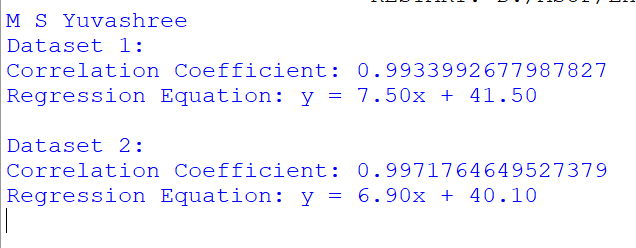 M S Yuvashree
Dataset 1:
Correlation Coefficient: 0.9933992677987827
Regression Equation: y = 7.50x + 41.50
Dataset 2:
Correlation Coefficient: 0.9971764649527379
Regression Equation: y = 6.90x + 40.10